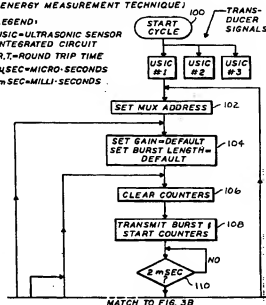 (ENERGY MEASUREMENT TECHNIQUE)
LEGEND:
USIC=ULTRASONIC SENSOR
INTEGRATED CIRCUIT
R.T.=ROUND TRIP TIME
µSEC=MICRO-SECONDS
mSEC=MILLI-SECONDS
100
START
CYCLE
TRANS-
DUCER
SIGNALS
USIC
#1
USIC
#2
USIC
#3
SET MUX ADDRESS
102
SET GAIN=DEFAULT
SET BURST LENGTH=
DEFAULT
104
CLEAR COUNTERS
106
TRANSMIT BURST &
START COUNTERS
108
2 mSEC
?
NO
110
MATCH TO FIG. 3B